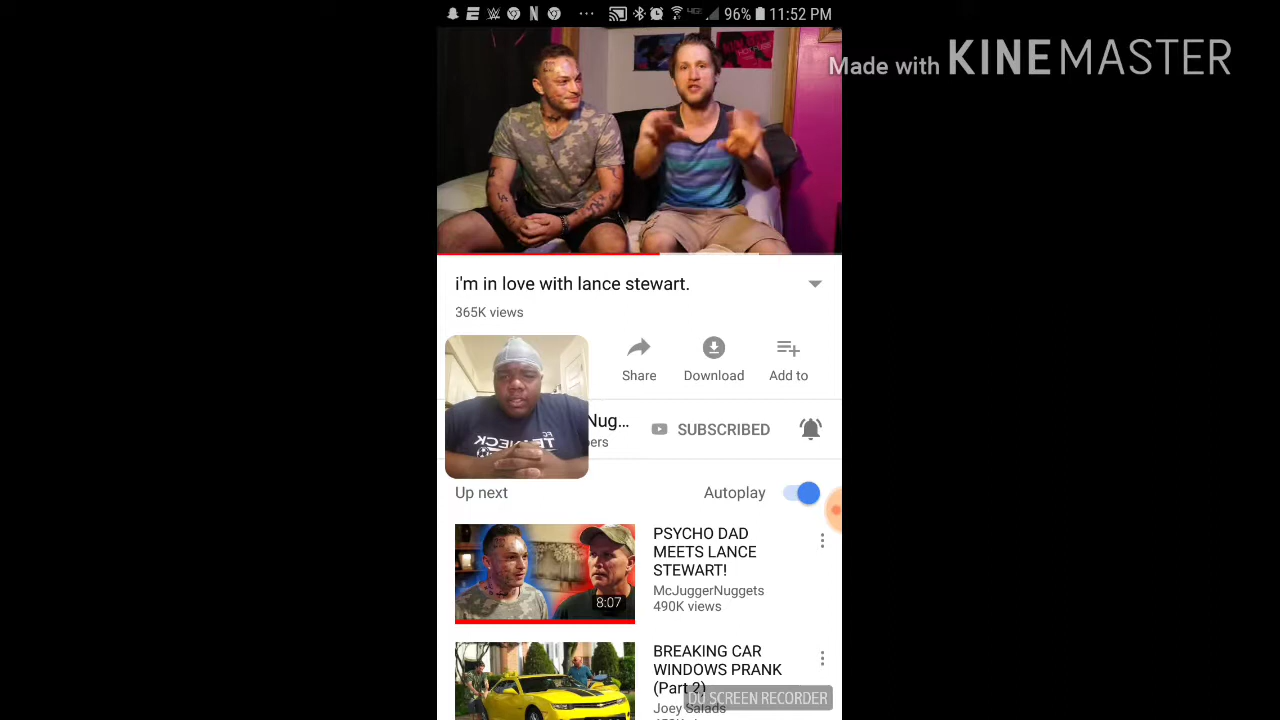 96% 11:52 PM
Made with KINEMASTER
i'm in love with lance stewart.
365K views
Share
Download
Add to
Nug...
SUBSCRIBED
bers
Up next
Autoplay
PSYCHO DAD
MEETS LANCE
STEWART!
McJuggerNuggets
490K views
8:07
BREAKING CAR
WINDOWS PRANK
(Part 2)
Joey Salads
DU SCREEN RECORDER